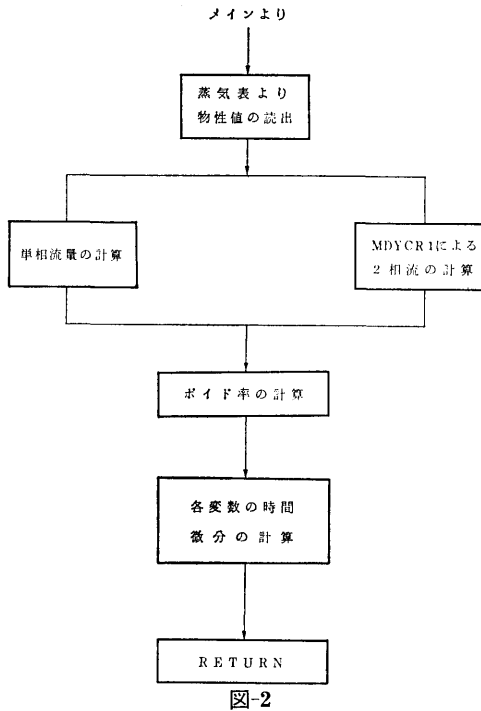 メインより
蒸気表より
物性値の読出
単相流量の計算
MDYCR1による
2相流の計算
ボイド率の計算
各変数の時間
微分の計算
RETURN
図-2